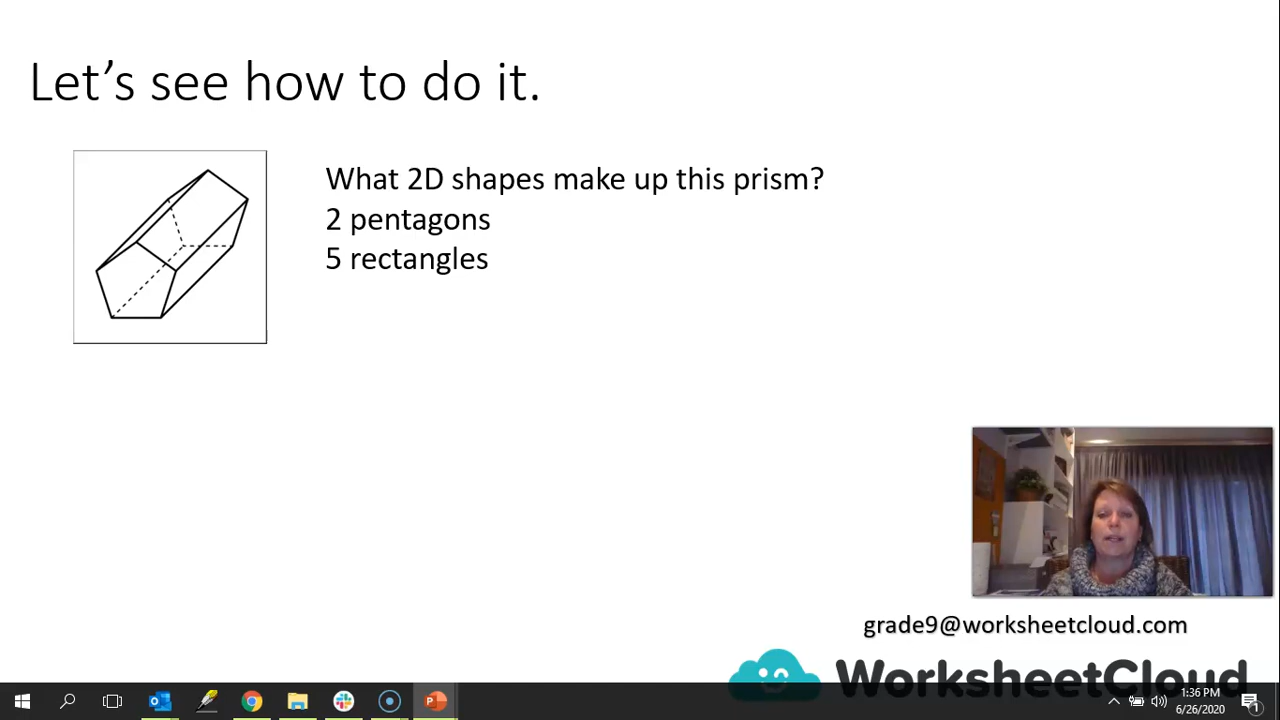 Let's see how to do it.
What 2D shapes make up this prism?
2 pentagons
5 rectangles
grade9@worksheetcloud.com
WorksheetCloud
1:36 PM
6/26/2020
1